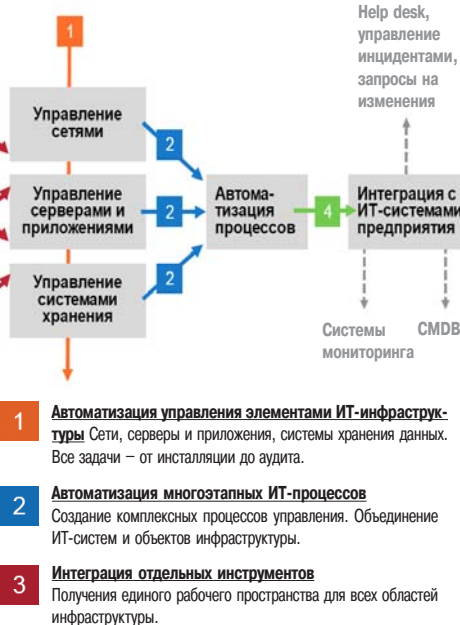 Help desk,
управление
инцидентами,
запросы на
изменения
1
Управление
сетями
2
Управление
серверами и
приложениями
2
Автома-
тизация
процессов
4
Интеграция с
ИТ-системами
предприятия
Управление
системами
хранения
2
Системы
мониторинга
CMDB
1
Автоматизация управления элементами ИТ-инфраструк-
туры Сети, серверы и приложения, системы хранения данных.
Все задачи – от инсталляции до аудита.
2
Автоматизация многоэтапных ИТ-процессов
Создание комплексных процессов управления. Объединение
ИТ-систем и объектов инфраструктуры.
3
Интеграция отдельных инструментов
Получения единого рабочего пространства для всех областей
инфраструктуры.